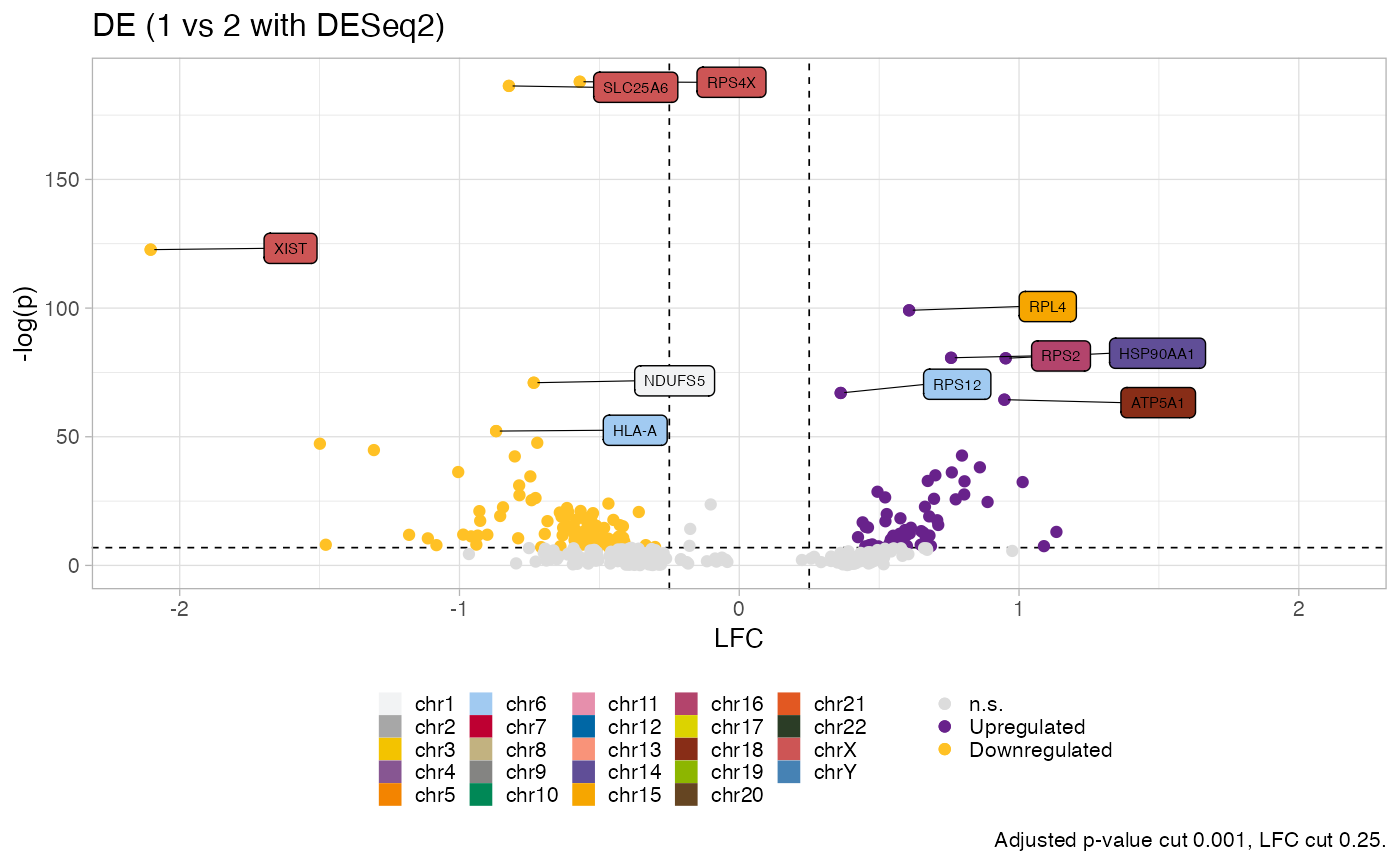 DE (1 vs 2 with DESeq2)
SLC25A6
RPS4X
150
XIST
-log(p)
100
RPL4
RPS2
HSP90AA1
NDUFS5
RPS12
ATP5A1
HLA-A
50
0
-2
-1
0
1
2
LFC
chr1
chr2
chr3
chr4
chr5
chr6
chr7
chr8
chr9
chr10
chr11
chr12
chr13
chr14
chr15
chr16
chr17
chr18
chr19
chr20
chr21
chr22
chrX
chrY
n.s.
Upregulated
Downregulated
Adjusted p-value cut 0.001, LFC cut 0.25.